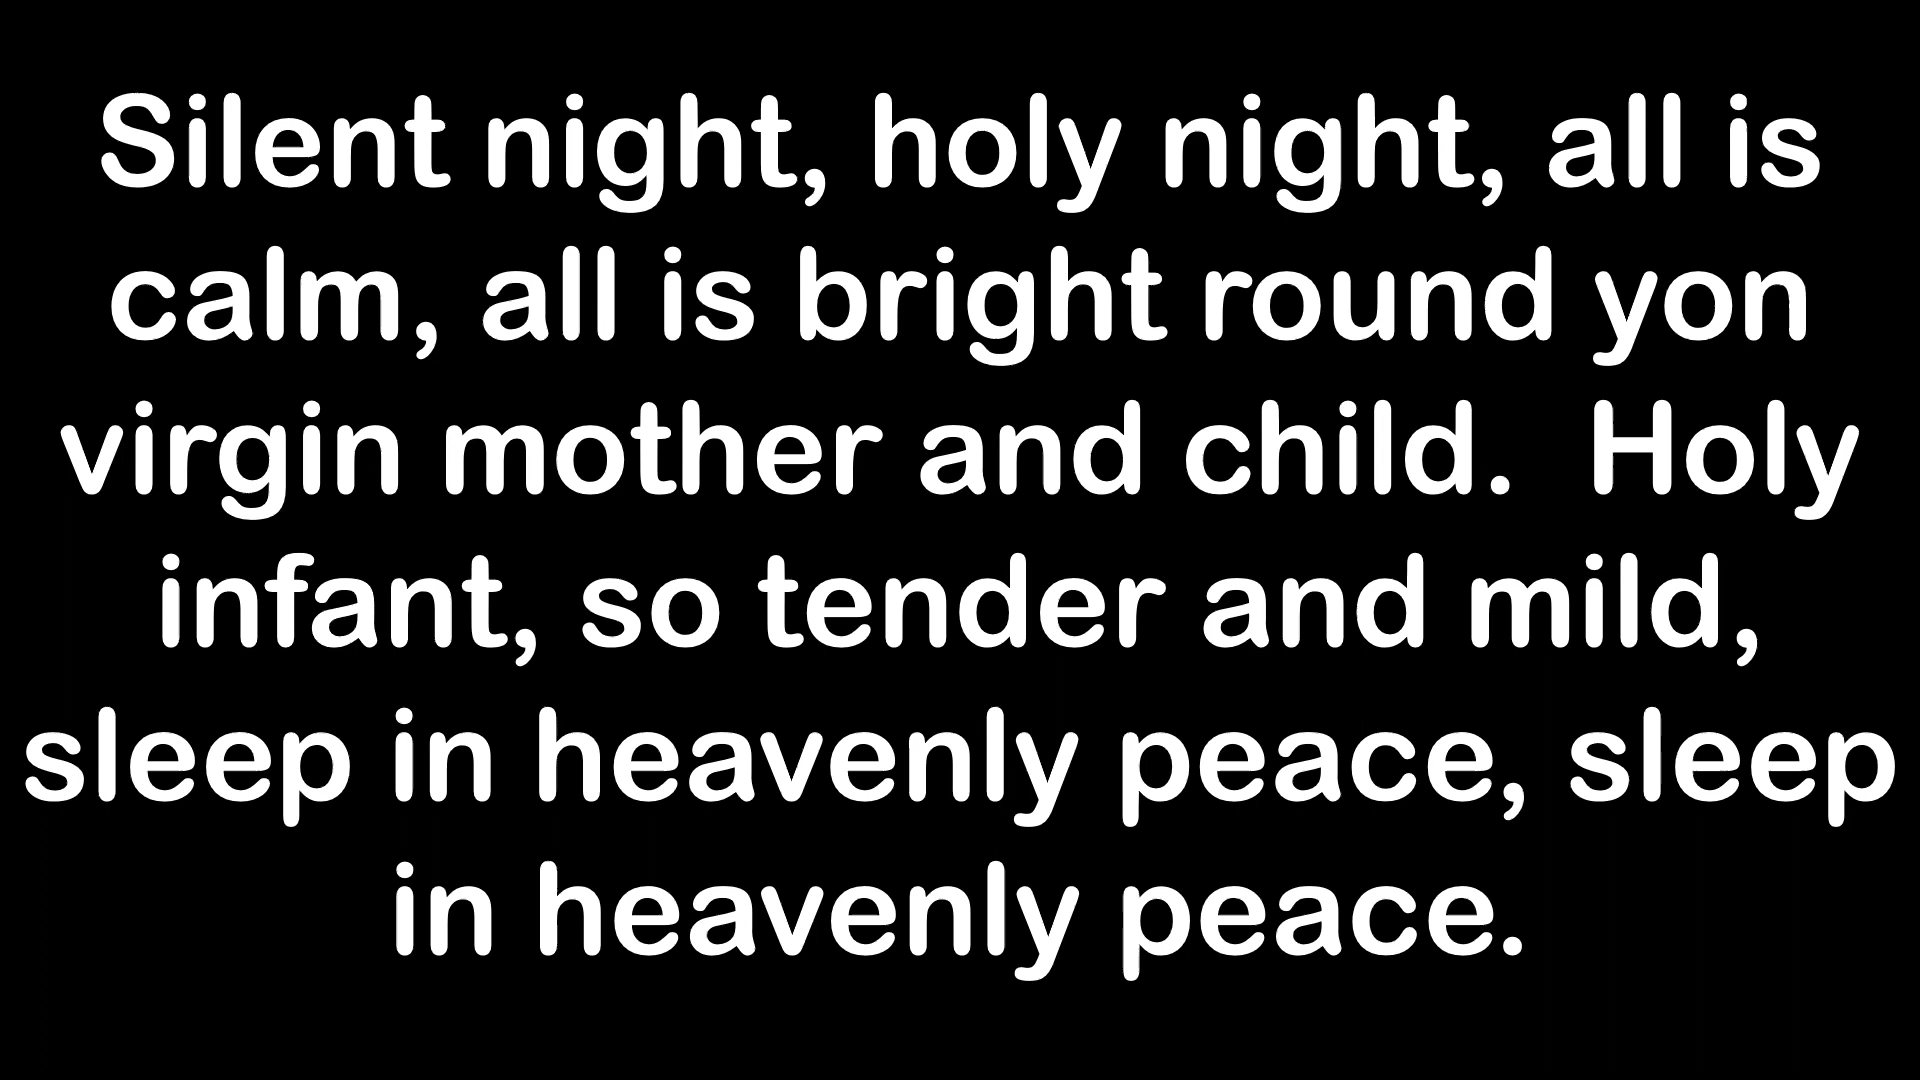 Silent night, holy night, all is
calm, all is bright round yon
virgin mother and child.  Holy
infant, so tender and mild,
sleep in heavenly peace, sleep
in heavenly peace.